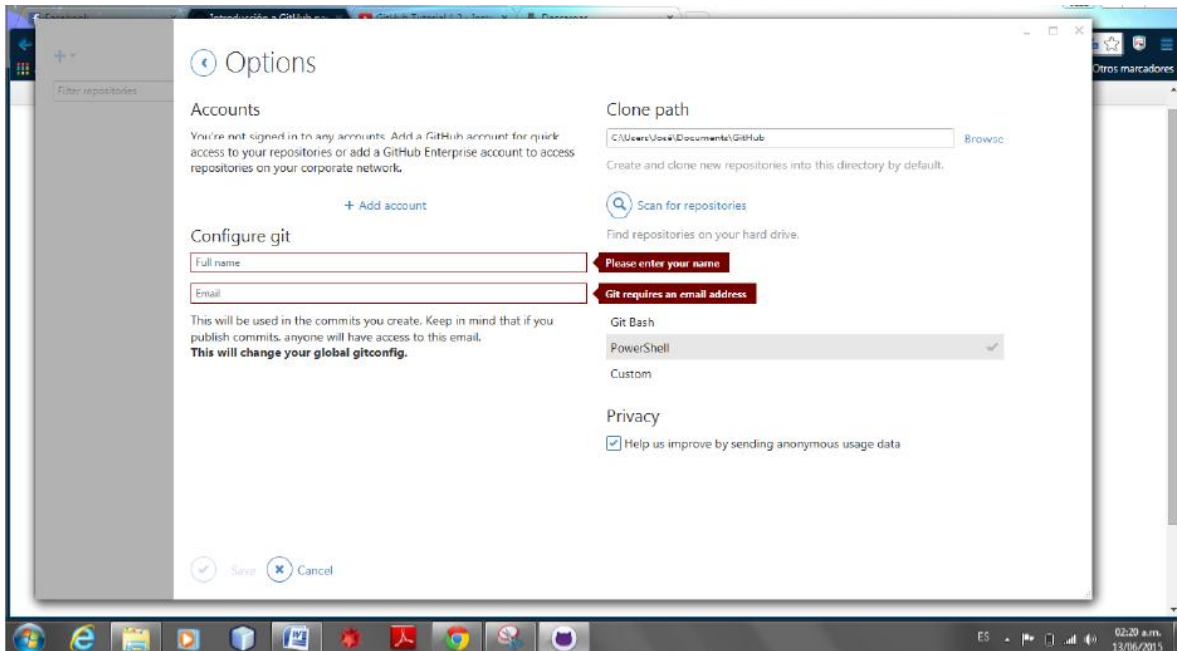 Facebook
Introducción a GitHub
GitHub Tutorial
Descargas
Otros marcadores
Filter repositories
Options
Accounts
You're not signed in to any accounts. Add a GitHub account for quick
access to your repositories or add a GitHub Enterprise account to access
repositories on your corporate network.
+ Add account
Configure git
Full name
Email
This will be used in the commits you create. Keep in mind that if you
publish commits, anyone will have access to this email.
This will change your global gitconfig.
Clone path
C:\Users\José\Documents\GitHub
Browse
Create and clone new repositories into this directory by default.
Scan for repositories
Find repositories on your hard drive.
Please enter your name
Git requires an email address
Git Bash
PowerShell
Custom
Privacy
Help us improve by sending anonymous usage data
Save
Cancel
ES
02:20 a.m.
13/06/2015